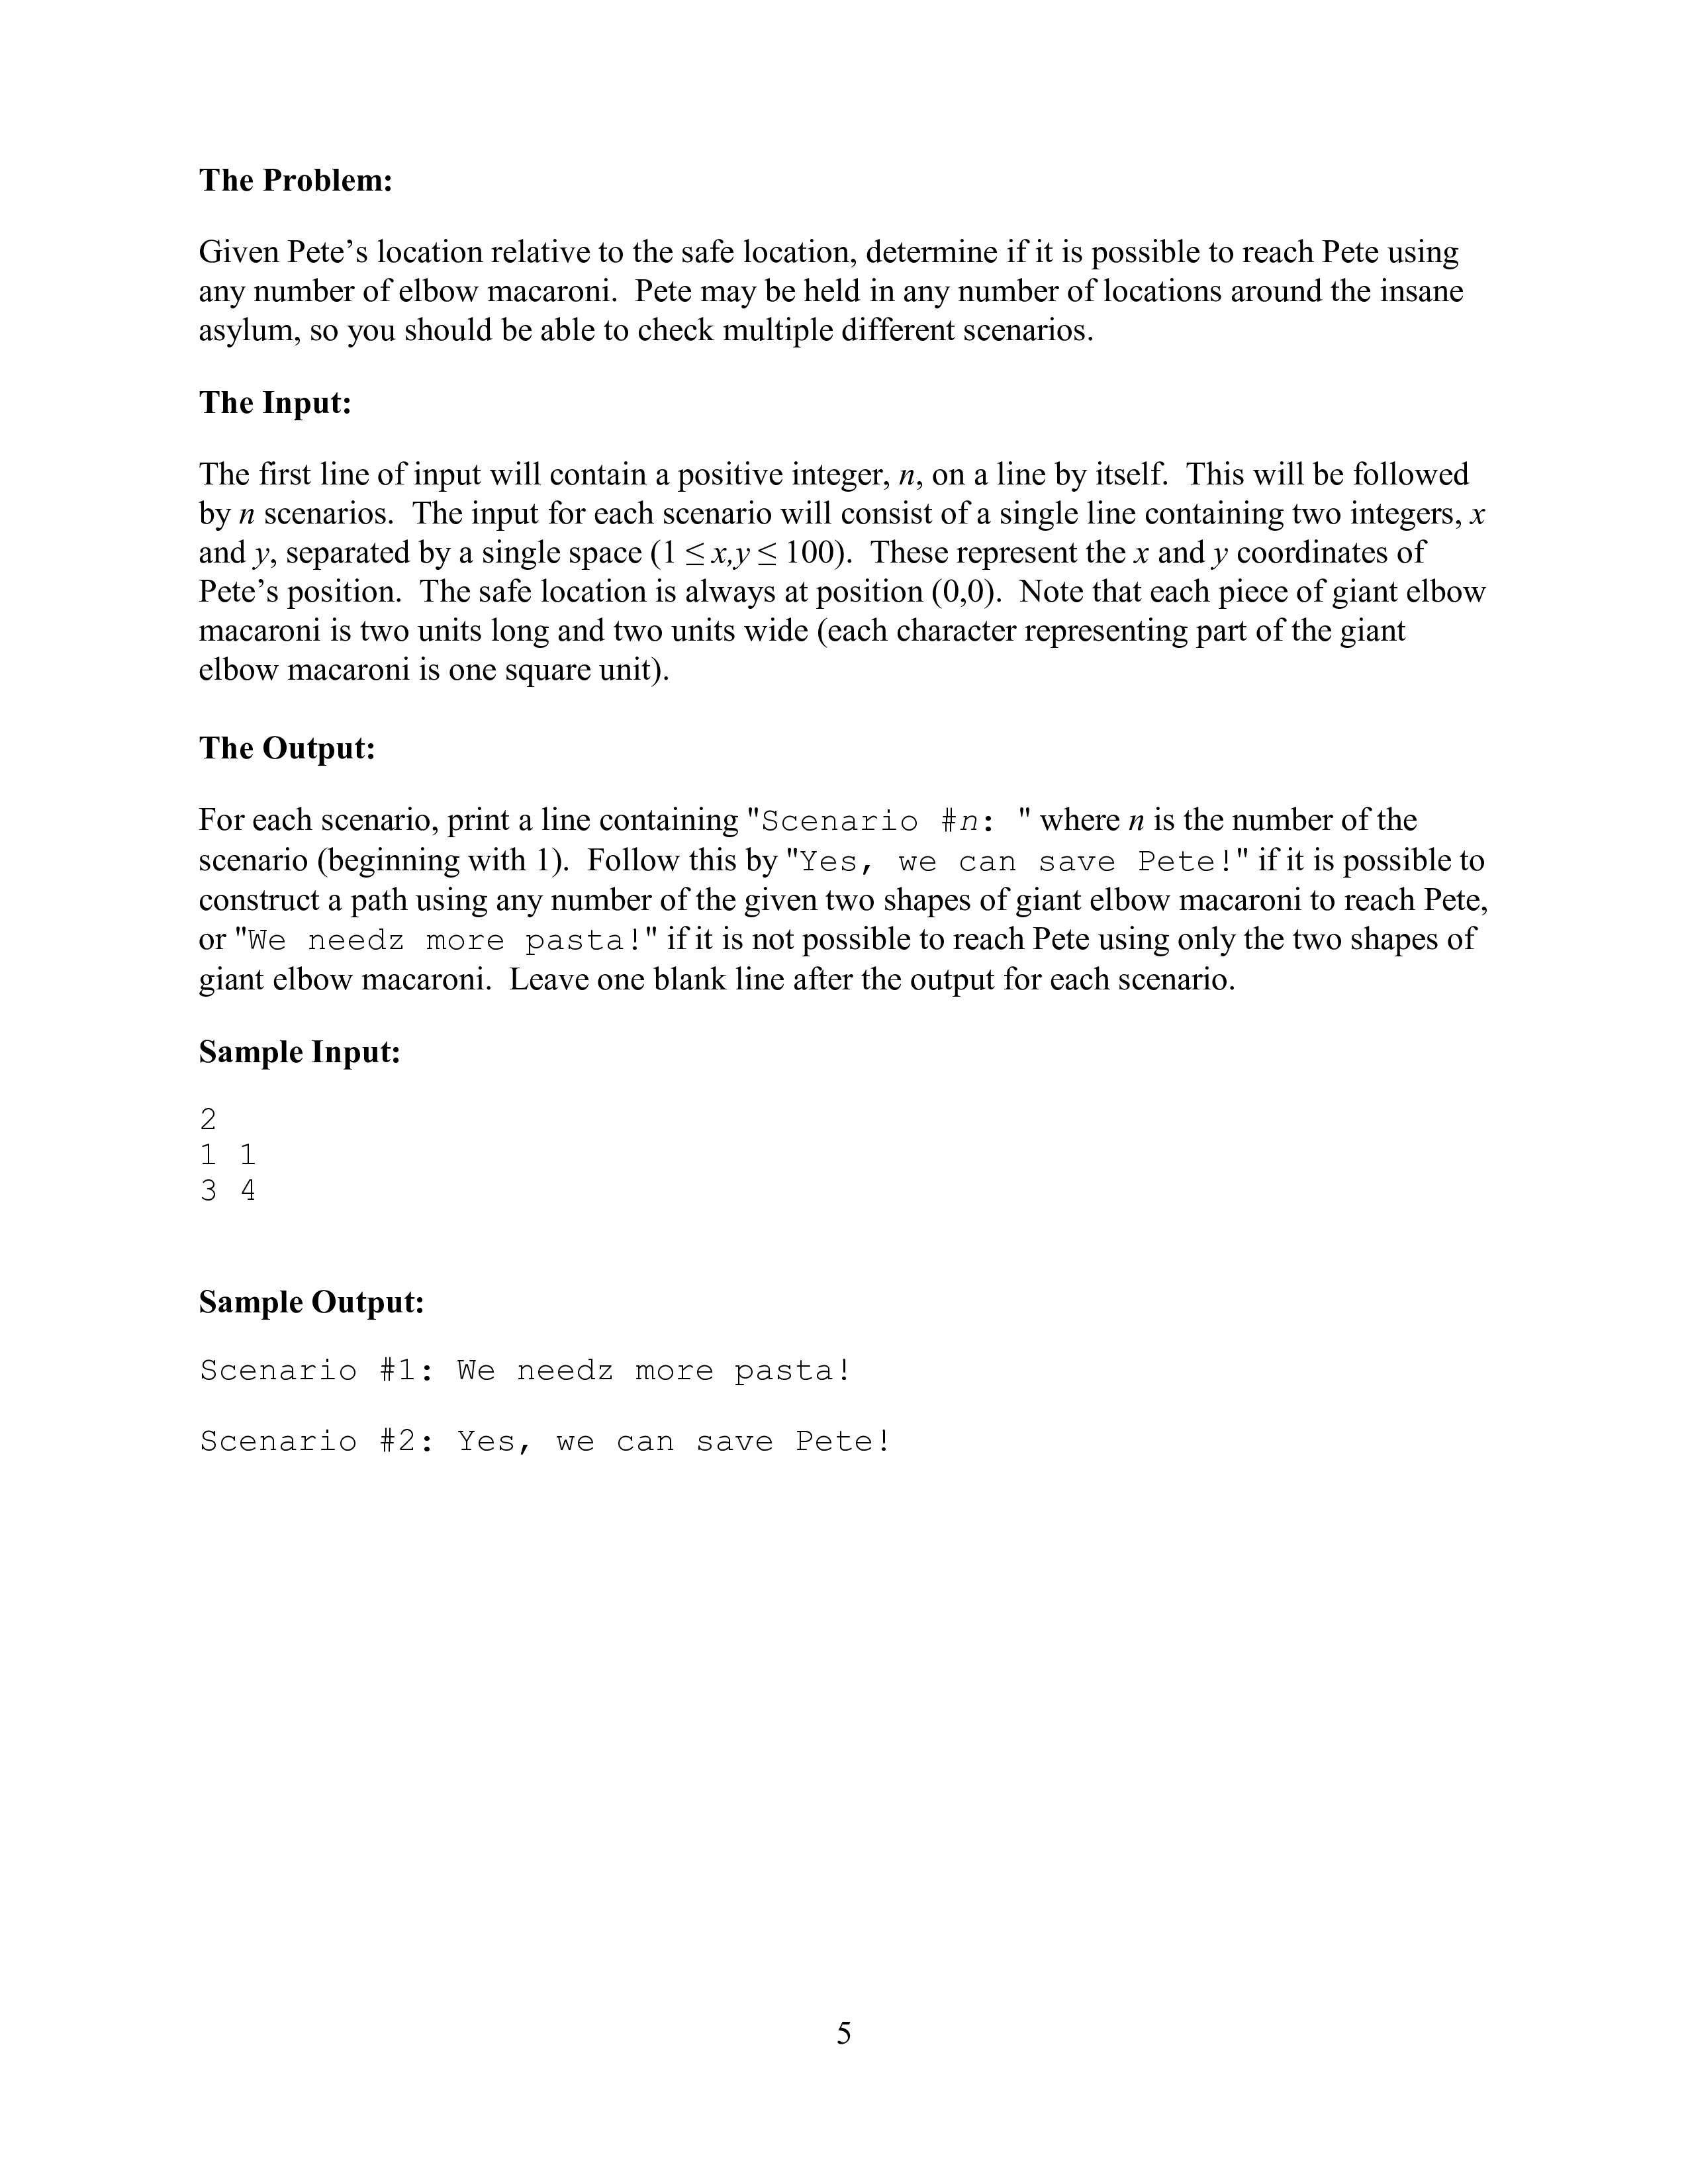 The Problem:
Given Pete’s location relative to the safe location, determine if it is possible to reach Pete using
any number of elbow macaroni.  Pete may be held in any number of locations around the insane
asylum, so you should be able to check multiple different scenarios.
The Input:
The first line of input will contain a positive integer, n, on a line by itself.  This will be followed
by n scenarios.  The input for each scenario will consist of a single line containing two integers, x
and y, separated by a single space (1 ≤ x,y ≤ 100).  These represent the x and y coordinates of
Pete’s position.  The safe location is always at position (0,0).  Note that each piece of giant elbow
macaroni is two units long and two units wide (each character representing part of the giant
elbow macaroni is one square unit).
The Output:
For each scenario, print a line containing "Scenario #n: " where n is the number of the
scenario (beginning with 1).  Follow this by "Yes, we can save Pete!" if it is possible to
construct a path using any number of the given two shapes of giant elbow macaroni to reach Pete,
or "We needz more pasta!" if it is not possible to reach Pete using only the two shapes of
giant elbow macaroni.  Leave one blank line after the output for each scenario.
Sample Input:
2
1 1
3 4
Sample Output:
Scenario #1: We needz more pasta!
Scenario #2: Yes, we can save Pete!
5